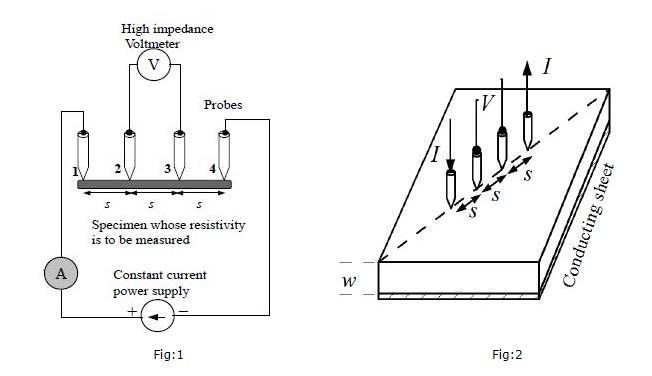 High impedance
Voltmeter
V
Probes
1
2
3
4
s
s
s
Specimen whose resistivity
is to be measured
A
Constant current
power supply
+
−
Fig:1
I
V
I
s
s
s
w
Conducting sheet
Fig:2